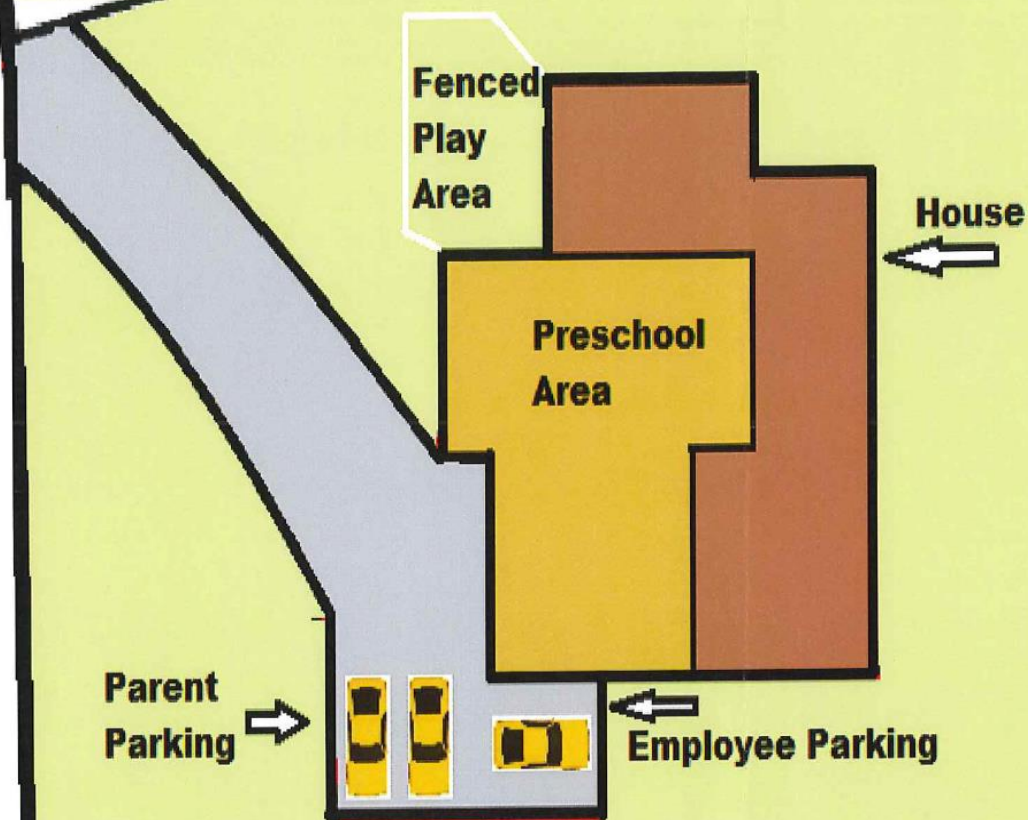 Fenced
Play
Area
House
Preschool
Area
Parent
Parking
Employee Parking